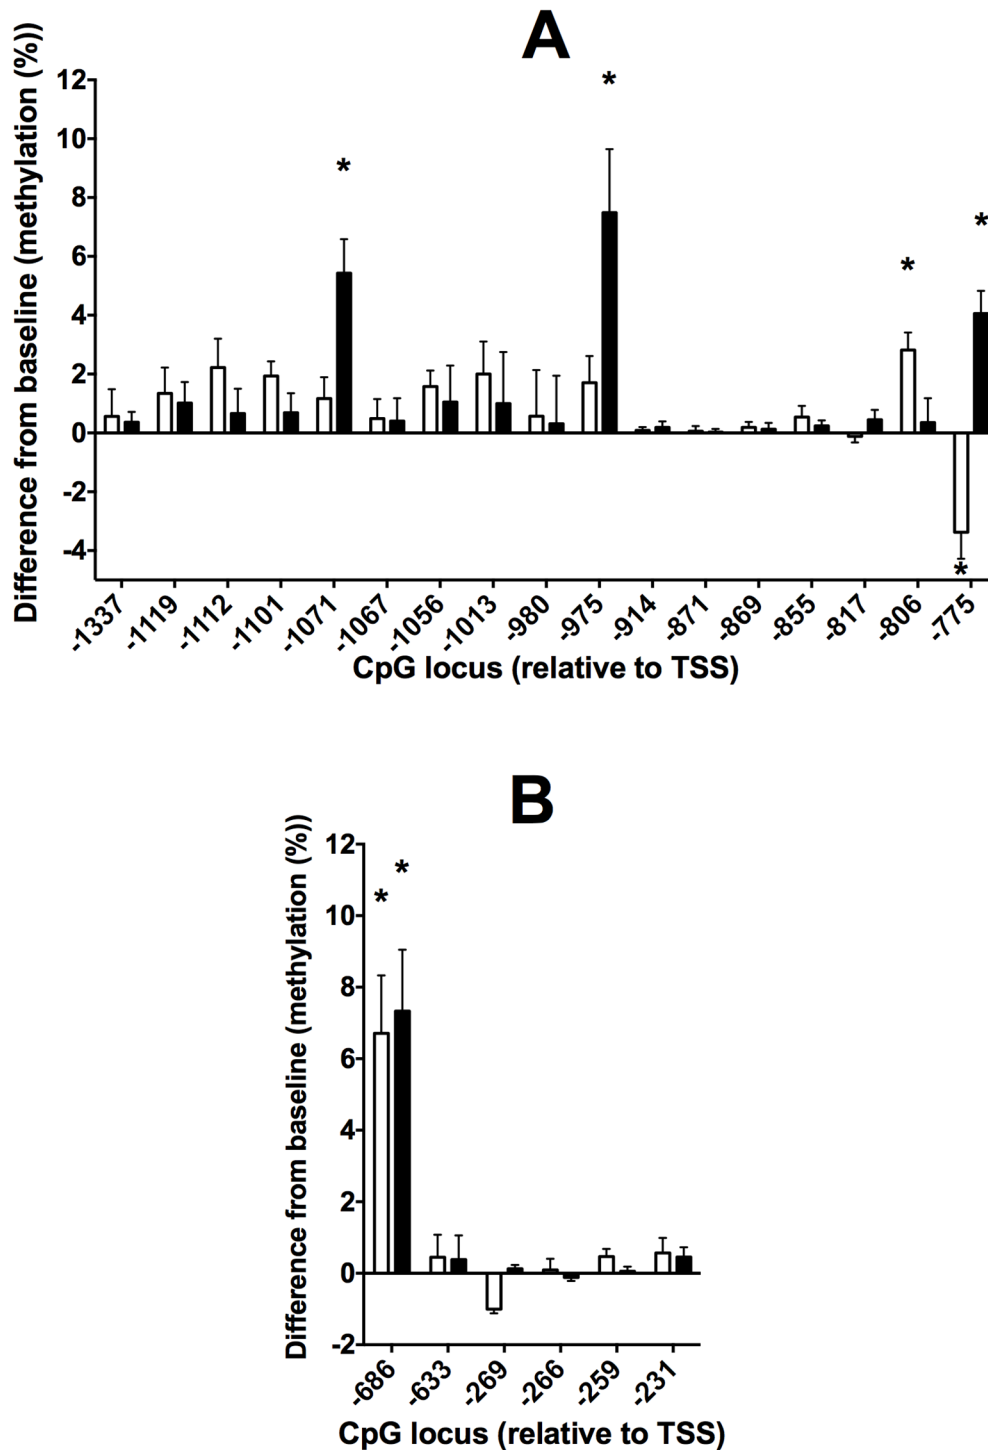 A
Difference from baseline (methylation (%))
12
10
8
6
4
2
0
-2
-4
* * * * *
-1337 -1119 -1112 -1101 -1071 -1067 -1056 -1013 -980 -975 -914 -871 -869 -855 -817 -806 -775
CpG locus (relative to TSS)
B
Difference from baseline (methylation (%))
12
10
8
6
4
2
0
-2
* *
-686 -633 -269 -266 -259 -231
CpG locus (relative to TSS)